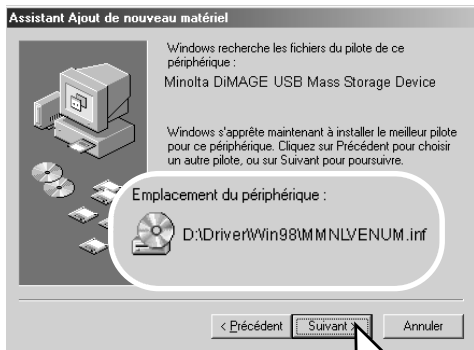 Assistant Ajout de nouveau matériel
Windows recherche les fichiers du pilote de ce
périphérique :
Minolta DiMAGE USB Mass Storage Device
Windows s'apprête maintenant à installer le meilleur pilote
pour ce périphérique. Cliquez sur Précédent pour choisir
un autre pilote, ou sur Suivant pour poursuivre.
Emplacement du périphérique :
D:\Driver\Win98\MMNLVENUM.inf
< Précédent
Suivant >
Annuler